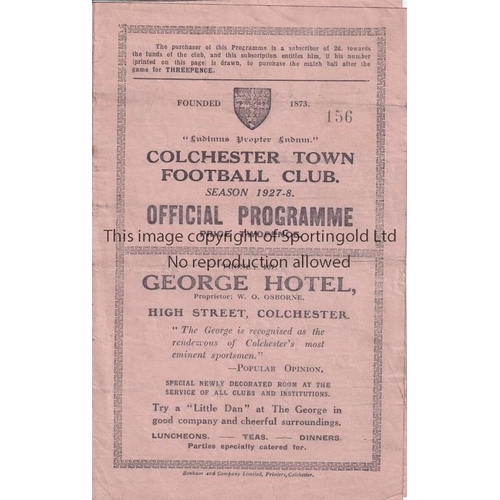 The purchaser of this Programme is a subscriber of 2d. towards
the funds of the club, and this subscription entitles him, if his number
(printed on this page) is drawn, to purchase the match ball after the
game for THREEPENCE.
FOUNDED 1873.
156
"Ludimus Propter Ludum."
COLCHESTER TOWN
FOOTBALL CLUB.
SEASON 1927-8.
OFFICIAL PROGRAMME
PRICE TWOPENCE.
This image copyright of Sportingold Ltd
No reproduction allowed
GEORGE HOTEL,
Proprietor: W. O. OSBORNE.
HIGH STREET, COLCHESTER.
"The George is recognised as the
rendezvous of Colchester's most
eminent sportsmen."
—POPULAR OPINION.
SPECIAL NEWLY DECORATED ROOM AT THE
SERVICE OF ALL CLUBS AND INSTITUTIONS.
Try a "Little Dan" at The George in
good company and cheerful surroundings.
LUNCHEONS. — TEAS. — DINNERS.
Parties specially catered for.
Benham and Company Limited, Printers, Colchester.